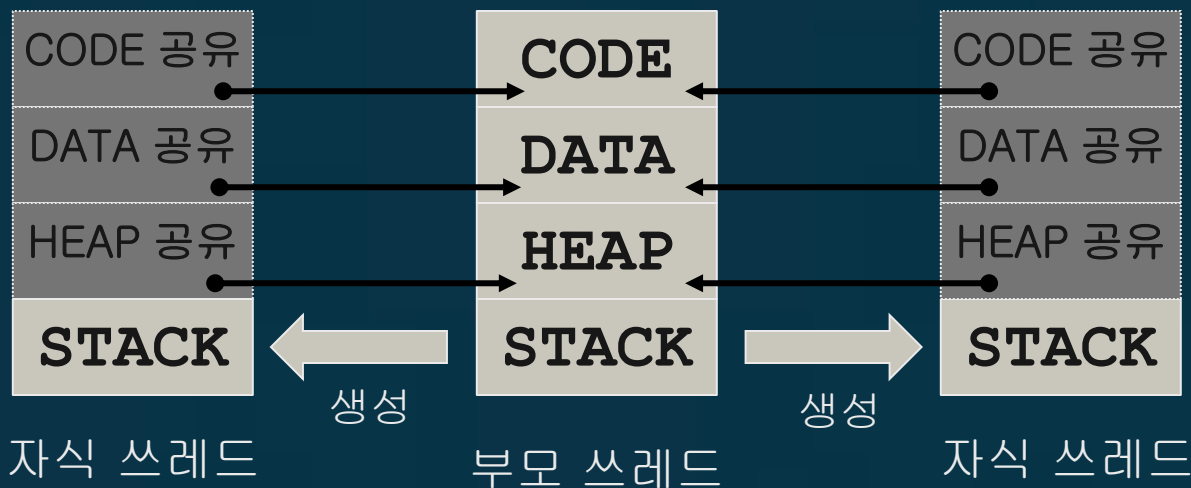 CODE 공유
DATA 공유
HEAP 공유
STACK
자식 쓰레드
생성
CODE
DATA
HEAP
STACK
부모 쓰레드
생성
CODE 공유
DATA 공유
HEAP 공유
STACK
자식 쓰레드